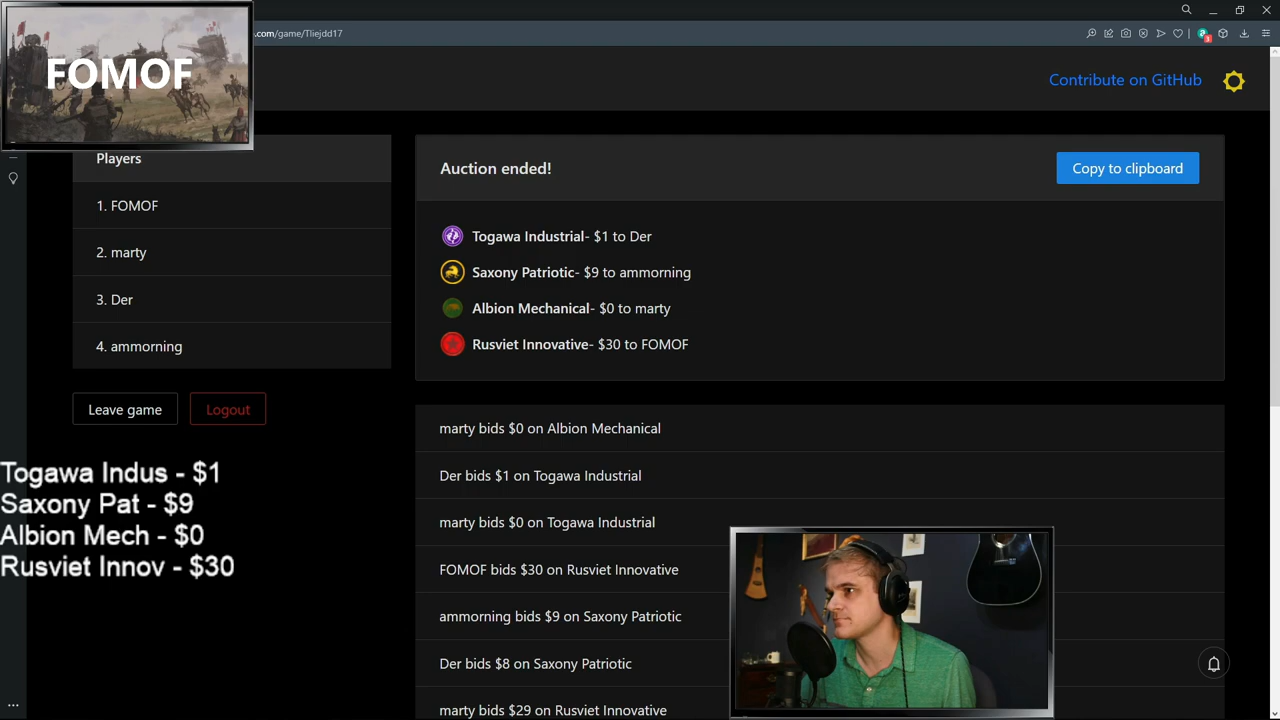 FOMOF
.com/game/Tliejdd17
3
Contribute on GitHub
Players
1. FOMOF
2. marty
3. Der
4. ammorning
Leave game
Logout
Auction ended!
Copy to clipboard
Togawa Industrial- $1 to Der
Saxony Patriotic- $9 to ammorning
Albion Mechanical- $0 to marty
Rusviet Innovative- $30 to FOMOF
marty bids $0 on Albion Mechanical
Der bids $1 on Togawa Industrial
marty bids $0 on Togawa Industrial
FOMOF bids $30 on Rusviet Innovative
ammorning bids $9 on Saxony Patriotic
Der bids $8 on Saxony Patriotic
marty bids $29 on Rusviet Innovative
Togawa Indus - $1
Saxony Pat - $9
Albion Mech - $0
Rusviet Innov - $30